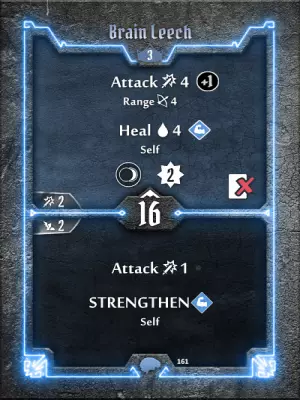 Brain Leech
3
Attack 4 +1
Range 4
Heal 4
Self
2
2
16
2
Attack 1
STRENGTHEN
Self
161